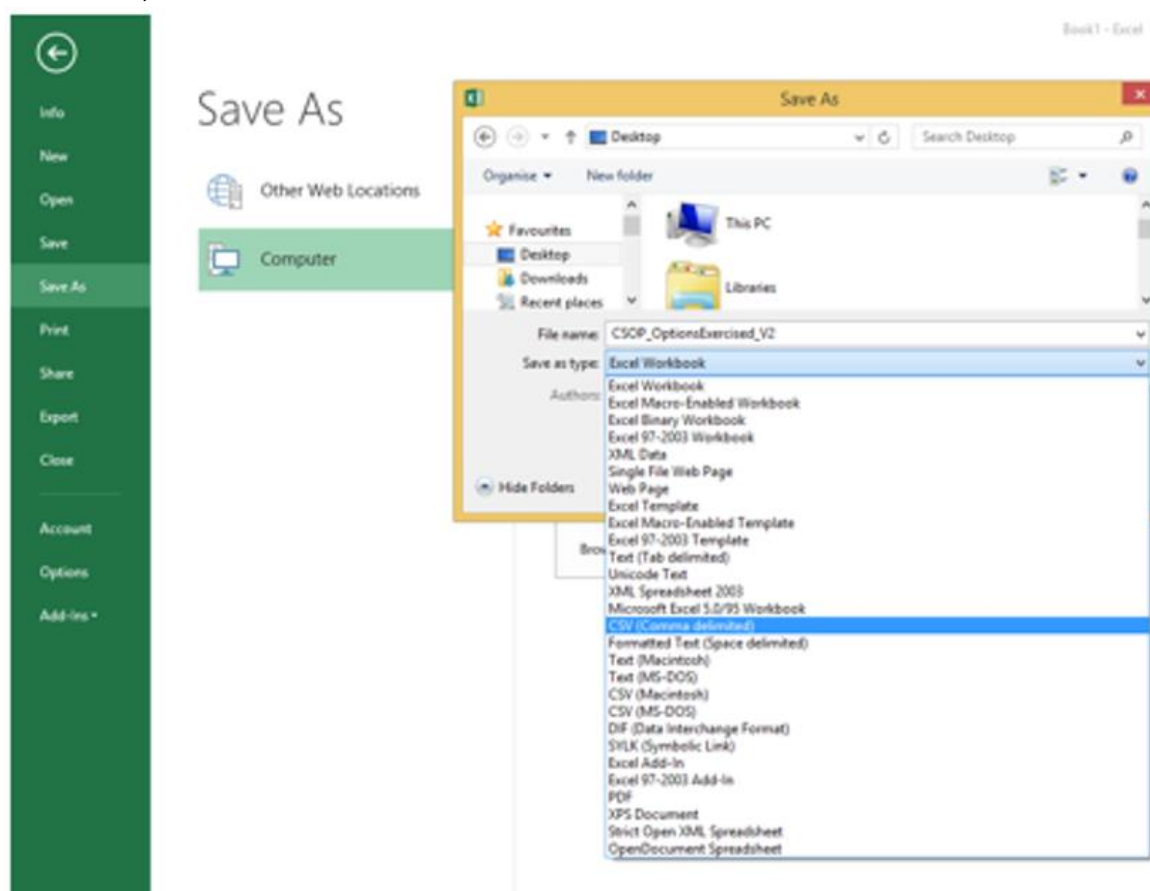 Book1 - Excel
Info
New
Open
Save
Save As
Print
Share
Export
Close
Account
Options
Add-Ins
Save As
Other Web Locations
Computer
Save As
Desktop
Search Desktop
Organise
New folder
Favourites
Desktop
Downloads
Recent places
This PC
Libraries
File name: CSOP_OptionsExercised_V2
Save as type: Excel Workbook
Authors:
Excel Workbook
Excel Macro-Enabled Workbook
Excel Binary Workbook
Excel 97-2003 Workbook
XML Data
Single File Web Page
Web Page
Excel Template
Excel Macro-Enabled Template
Excel 97-2003 Template
Text (Tab delimited)
Unicode Text
XML Spreadsheet 2003
Microsoft Excel 5.0/95 Workbook
CSV (Comma delimited)
Formatted Text (Space delimited)
Text (Macintosh)
Text (MS-DOS)
CSV (Macintosh)
CSV (MS-DOS)
DIF (Data Interchange Format)
SYLK (Symbolic Link)
Excel Add-In
Excel 97-2003 Add-In
PDF
XPS Document
Strict Open XML Spreadsheet
OpenDocument Spreadsheet
Hide Folders
Brow